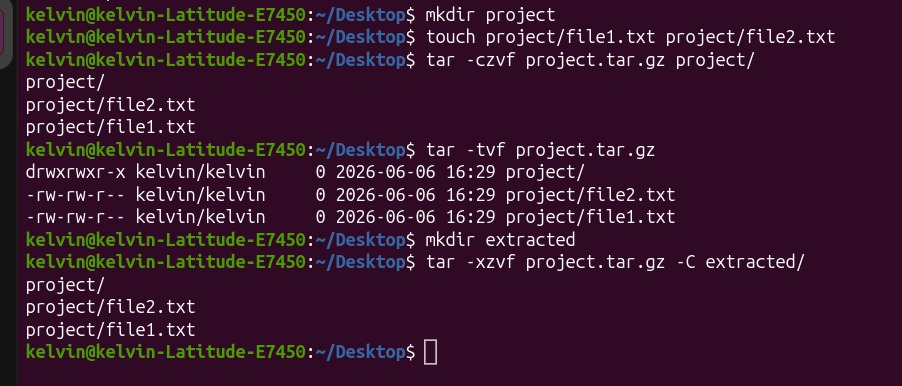 kelvin@kelvin-Latitude-E7450:~/Desktop$ mkdir project
kelvin@kelvin-Latitude-E7450:~/Desktop$ touch project/file1.txt project/file2.txt
kelvin@kelvin-Latitude-E7450:~/Desktop$ tar -czvf project.tar.gz project/
project/
project/file2.txt
project/file1.txt
kelvin@kelvin-Latitude-E7450:~/Desktop$ tar -tvf project.tar.gz
drwxrwxr-x kelvin/kelvin     0 2026-06-06 16:29 project/
-rw-rw-r-- kelvin/kelvin     0 2026-06-06 16:29 project/file2.txt
-rw-rw-r-- kelvin/kelvin     0 2026-06-06 16:29 project/file1.txt
kelvin@kelvin-Latitude-E7450:~/Desktop$ mkdir extracted
kelvin@kelvin-Latitude-E7450:~/Desktop$ tar -xzvf project.tar.gz -C extracted/
project/
project/file2.txt
project/file1.txt
kelvin@kelvin-Latitude-E7450:~/Desktop$